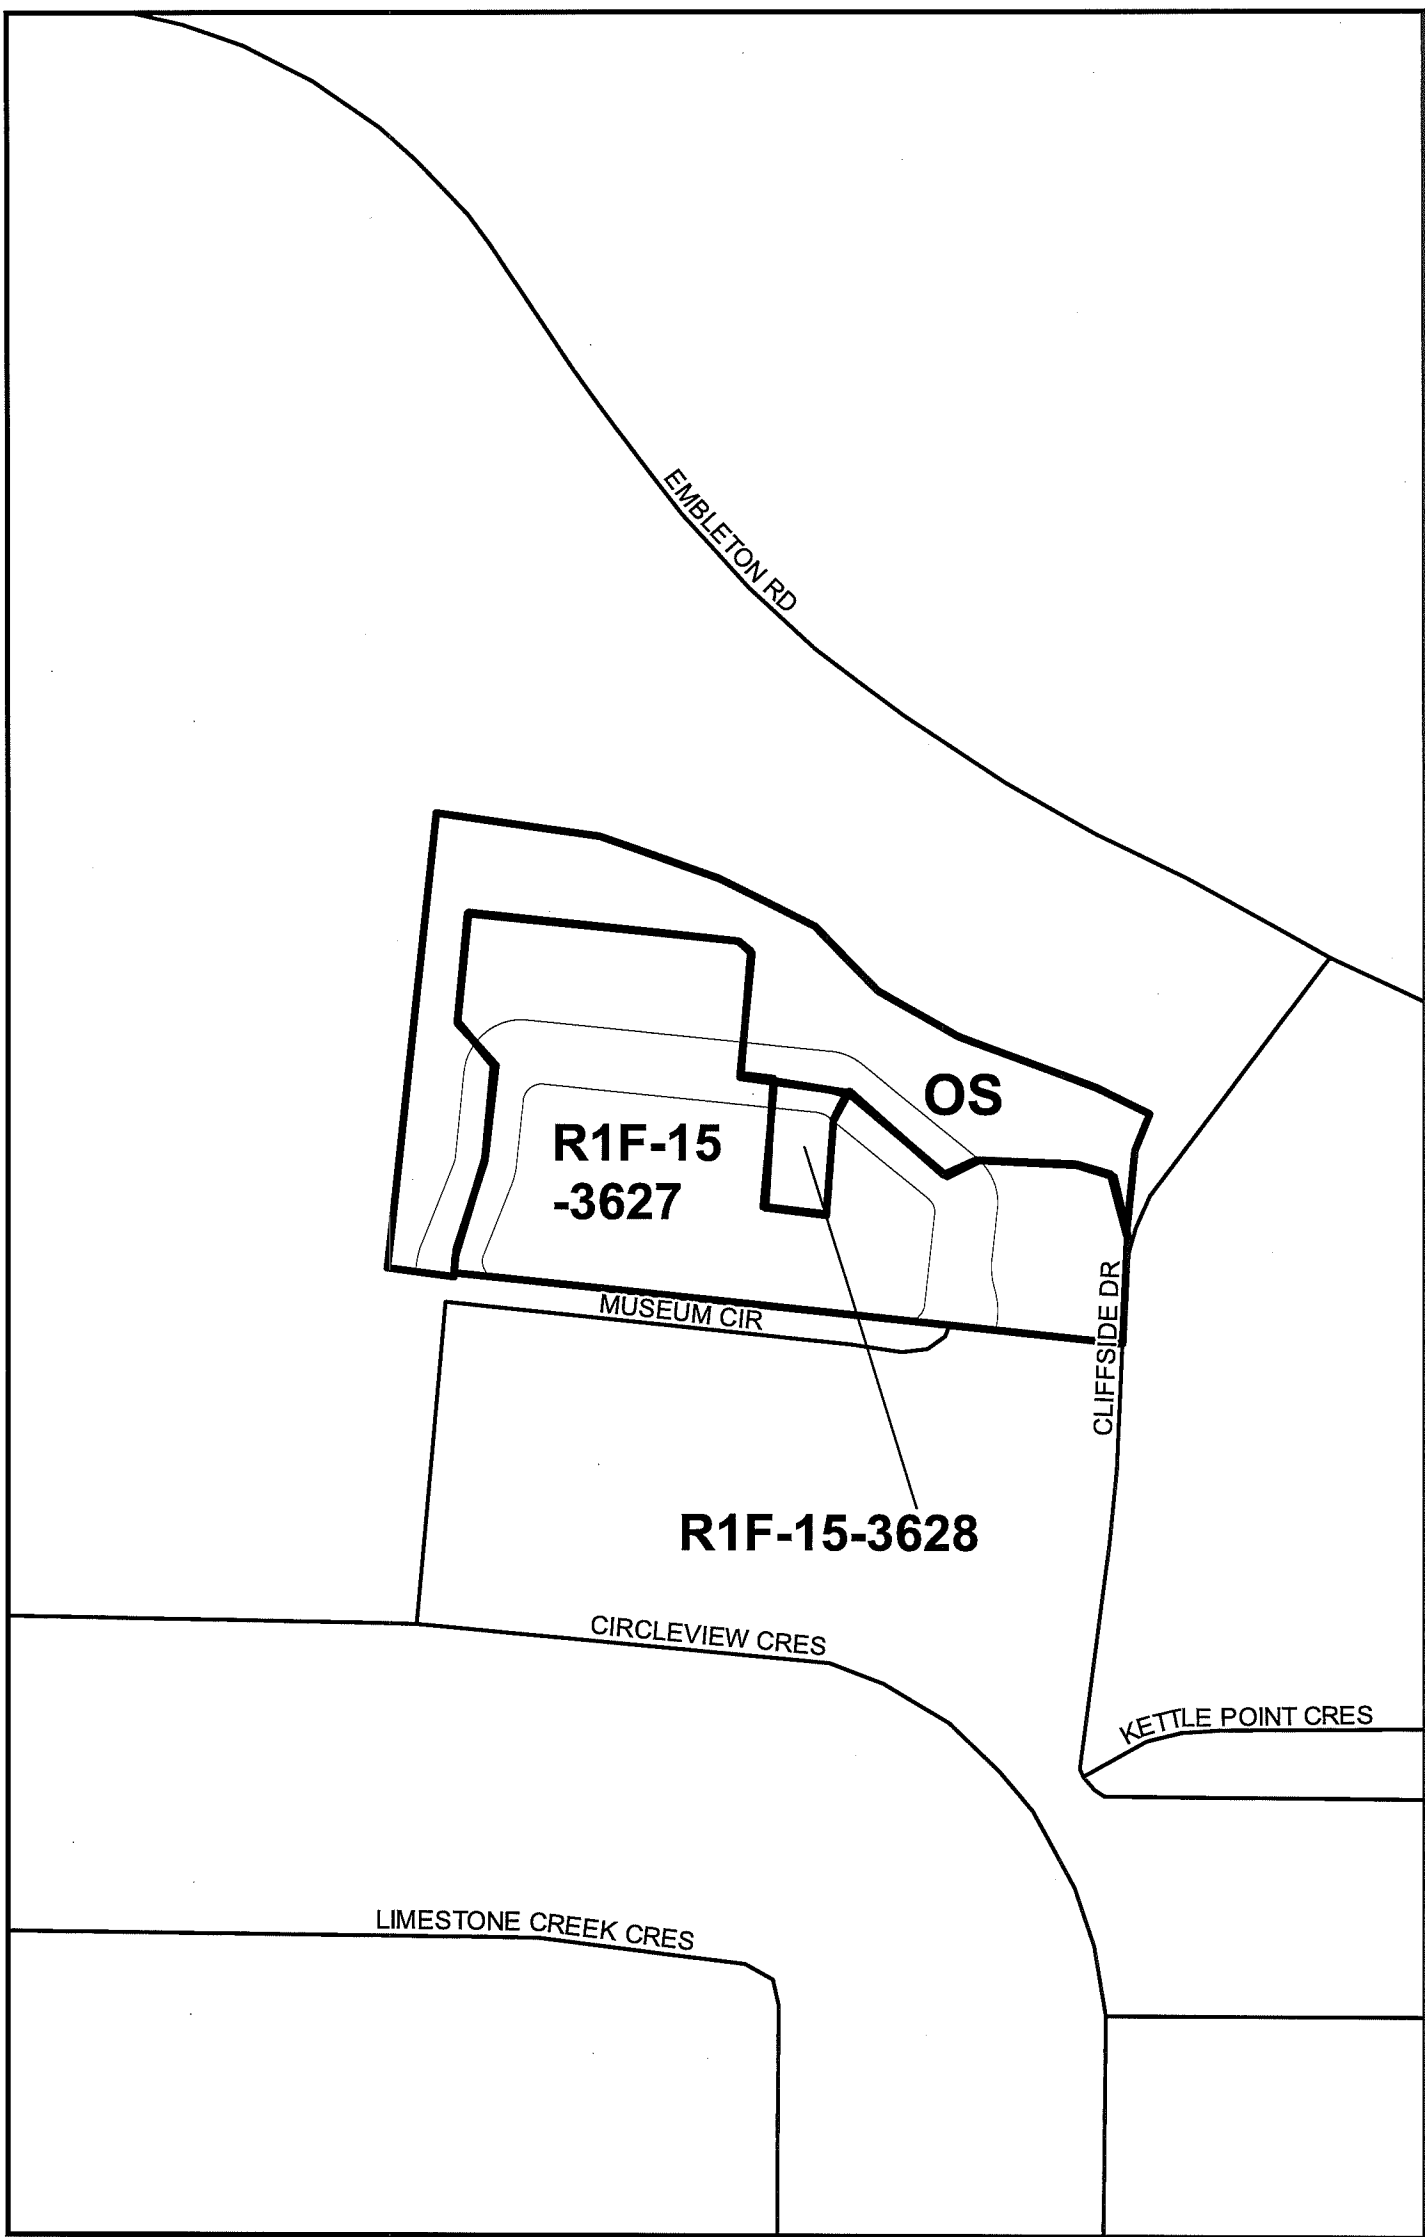 EMBLETON RD
OS
R1F-15
-3627
MUSEUM CIR
CLIFFSIDE DR
R1F-15-3628
CIRCLEVIEW CRES
KETTLE POINT CRES
LIMESTONE CREEK CRES